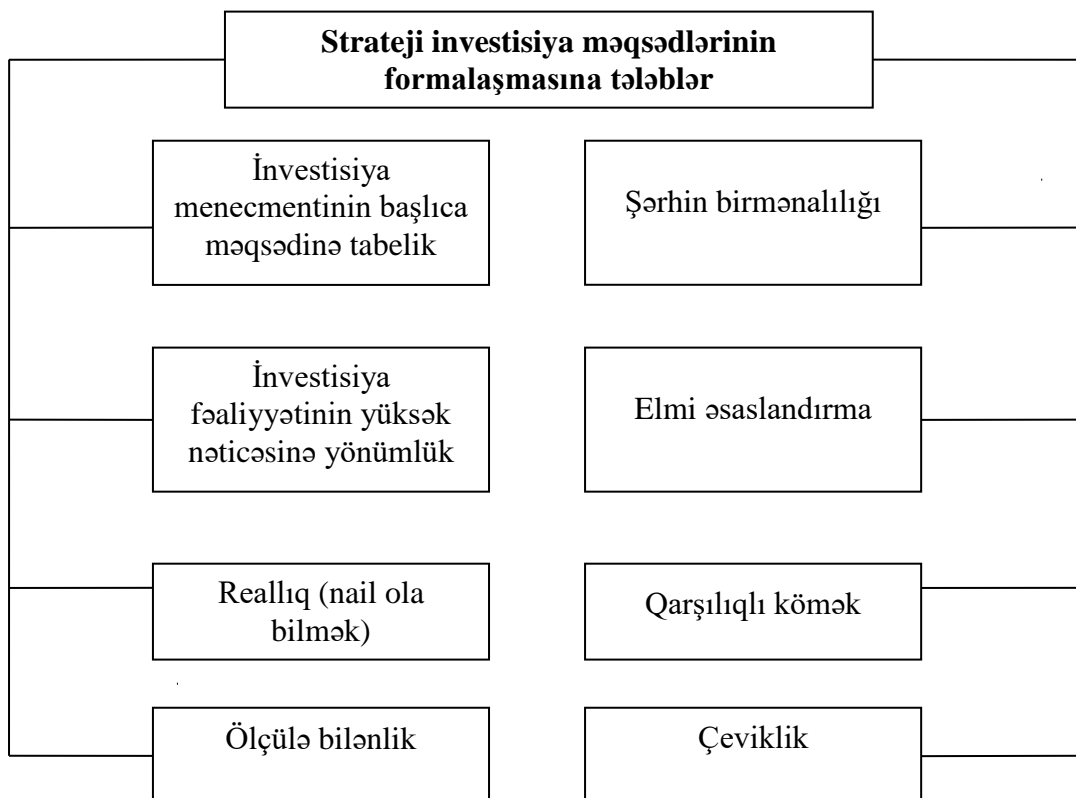 Strateji investisiya məqsədlərinin
formalaşmasına tələblər
İnvestisiya
menecmentinin başlıca
məqsədinə tabelik
Şərhin birmənalılığı
İnvestisiya
fəaliyyətinin yüksək
nəticəsinə yönümlük
Elmi əsaslandırma
Reallıq (nail ola
bilmək)
Qarşılıqlı kömək
Ölçülə bilənlik
Çeviklik